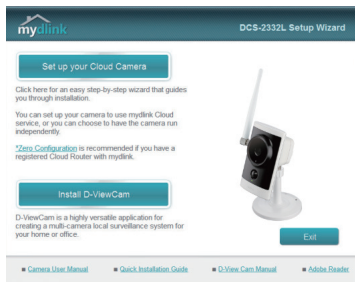 mydlink
DCS-2332L Setup Wizard
Set up your Cloud Camera
Click here for an easy step-by-step wizard that guides
you through installation.
You can set up your camera to use mydlink Cloud
service, or you can choose to have the camera run
independently.
*Zero Configuration is recommended if you have a
registered Cloud Router with mydlink.
Install D-ViewCam
D-ViewCam is a highly versatile application for
creating a multi-camera local surveillance system for
your home or office.
Exit
Camera User Manual
Quick Installation Guide
D-View Cam Manual
Adobe Reader